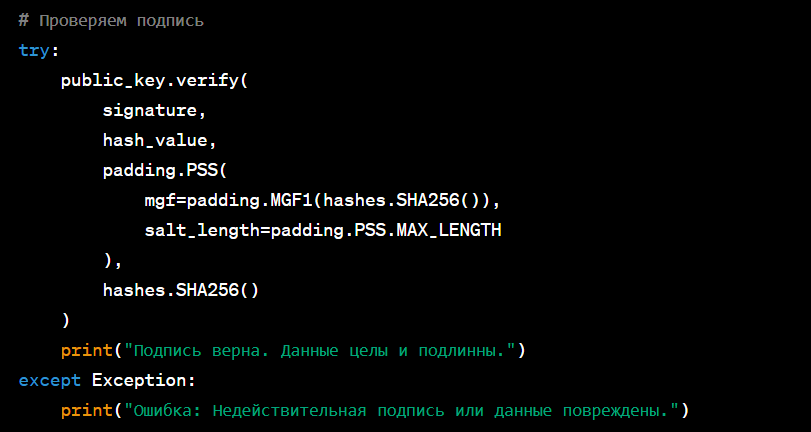 # Проверяем подпись
try:
    public_key.verify(
        signature,
        hash_value,
        padding.PSS(
            mgf=padding.MGF1(hashes.SHA256()),
            salt_length=padding.PSS.MAX_LENGTH
        ),
        hashes.SHA256()
    )
    print("Подпись верна. Данные целы и подлинны.")
except Exception:
    print("Ошибка: Недействительная подпись или данные повреждены.")